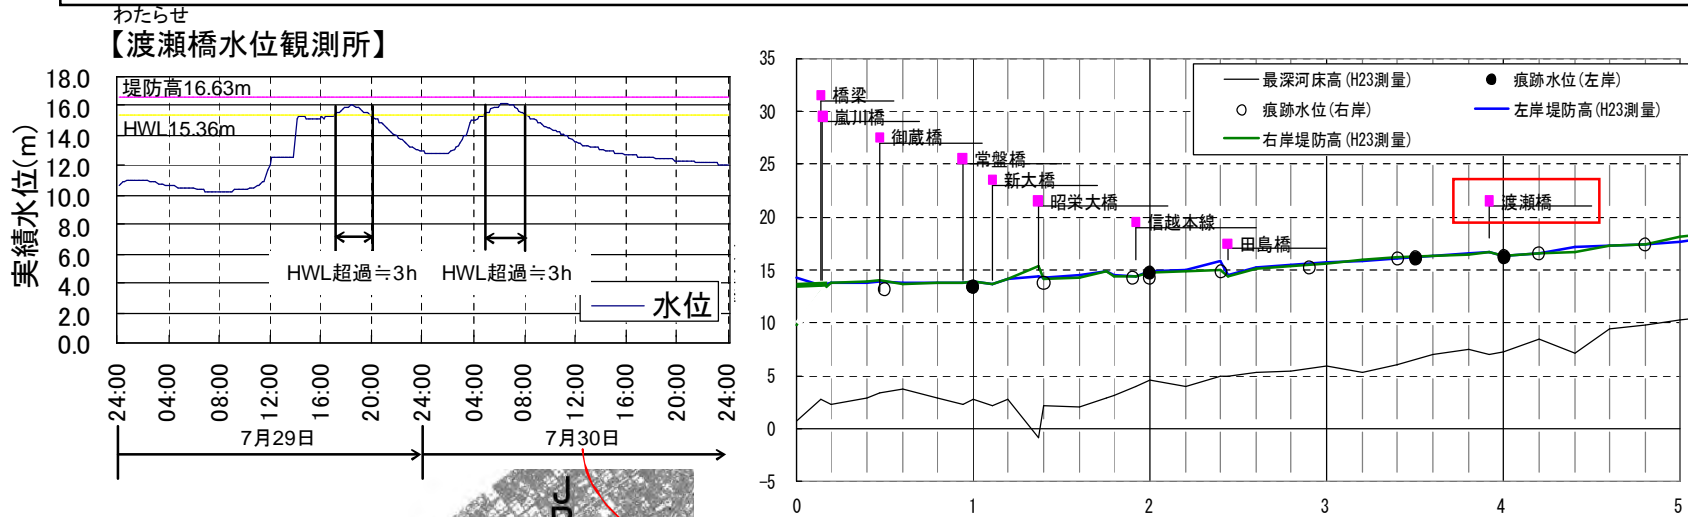 わたらせ
【渡瀬橋水位観測所】
実績水位(m)
18.0
16.0
14.0
12.0
10.0
8.0
6.0
4.0
2.0
0.0
堤防高16.63m
HWL15.36m
HWL超過≒3h
HWL超過≒3h
水位
24:00
04:00
08:00
12:00
16:00
20:00
24:00
04:00
08:00
12:00
16:00
20:00
24:00
7月29日
7月30日
J
35
30
25
20
15
10
5
0
-5
最深河床高(H23測量)
痕跡水位(左岸)
痕跡水位(右岸)
左岸堤防高(H23測量)
右岸堤防高(H23測量)
橋梁
嵐川橋
御蔵橋
常盤橋
新大橋
昭栄大橋
信越本線
田島橋
渡瀬橋
0
1
2
3
4
5